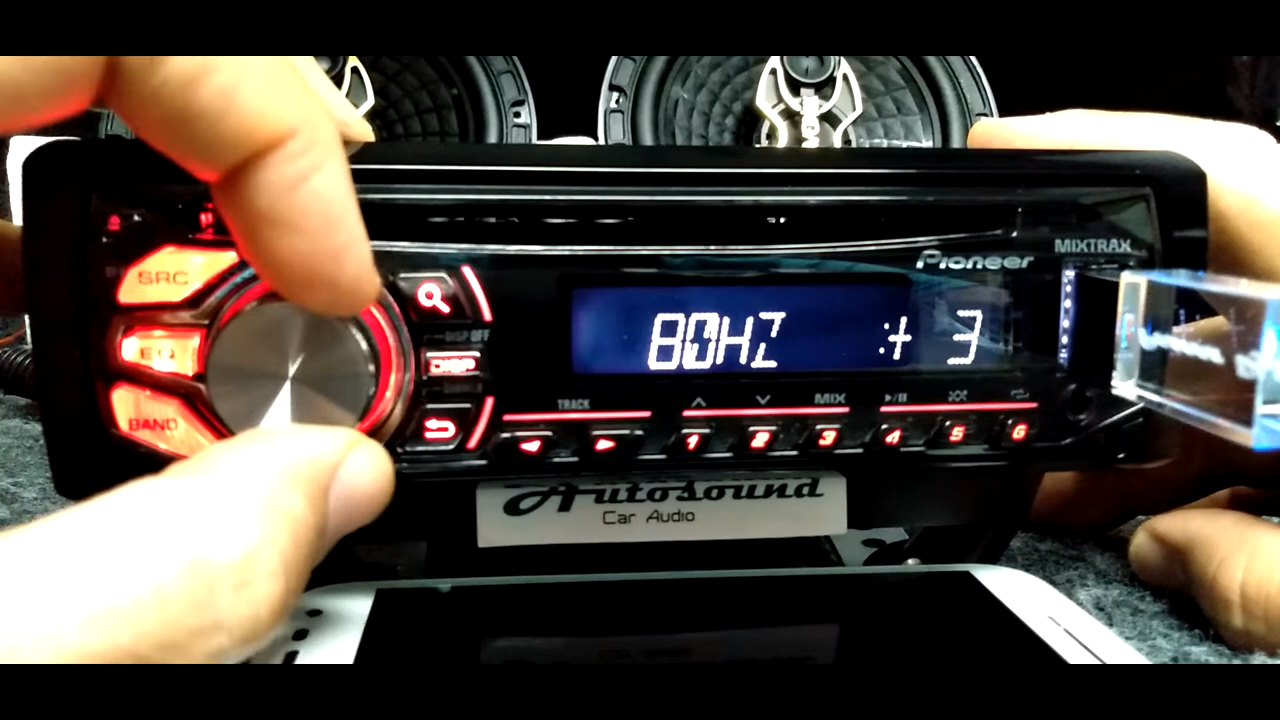 MIXTRAX
Pioneer
SRC
DISP OFF
EQ
DISP
80HZ + 3
BAND
TRACK
MIX
1 2 3 4 5 6
Autosound
Car Audio